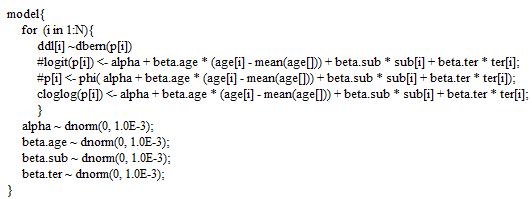 model{
for (i in 1:N){
ddl[i] ~dbern(p[i])
#logit(p[i]) <- alpha + beta.age * (age[i] - mean(age[])) + beta.sub * sub[i] + beta.ter * ter[i];
#p[i] <- phi( alpha + beta.age * (age[i] - mean(age[])) + beta.sub * sub[i] + beta.ter * ter[i]);
cloglog(p[i]) <- alpha + beta.age * (age[i] - mean(age[])) + beta.sub * sub[i] + beta.ter * ter[i];
}
alpha ~ dnorm(0, 1.0E-3);
beta.age ~ dnorm(0, 1.0E-3);
beta.sub ~ dnorm(0, 1.0E-3);
beta.ter ~ dnorm(0, 1.0E-3);
}